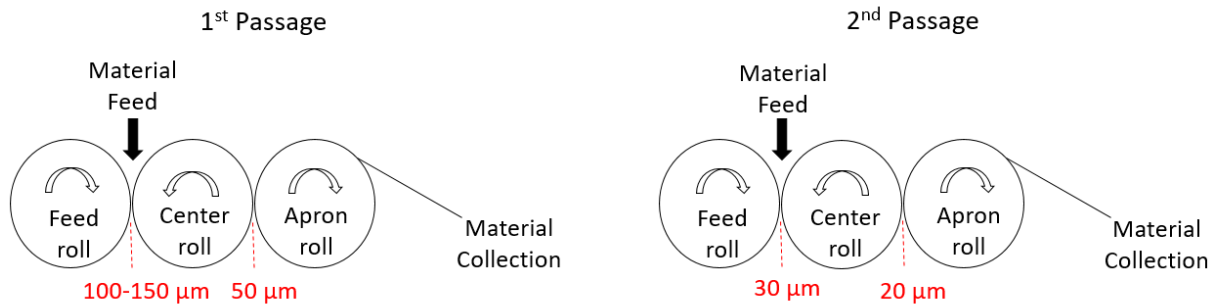 1st Passage
Material
Feed
Feed
roll
Center
roll
Apron
roll
Material
Collection
100-150 μm
50 μm
2nd Passage
Material
Feed
Feed
roll
Center
roll
Apron
roll
Material
Collection
30 μm
20 μm